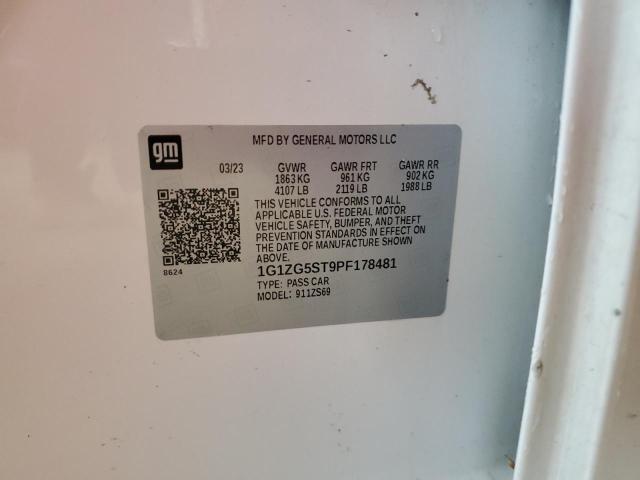 gm
MFD BY GENERAL MOTORS LLC
03/23 GVWR GAWR FRT GAWR RR
1863 KG 961 KG 902 KG
4107 LB 2119 LB 1988 LB
THIS VEHICLE CONFORMS TO ALL
APPLICABLE U.S. FEDERAL MOTOR
VEHICLE SAFETY, BUMPER, AND THEFT
PREVENTION STANDARDS IN EFFECT ON
THE DATE OF MANUFACTURE SHOWN
ABOVE.
8624
1G1ZG5ST9PF178481
TYPE: PASS CAR
MODEL: 911ZS69